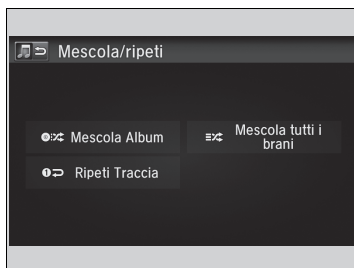 Mescola/ripeti
Mescola Album
Mescola tutti i
brani
Ripeti Traccia